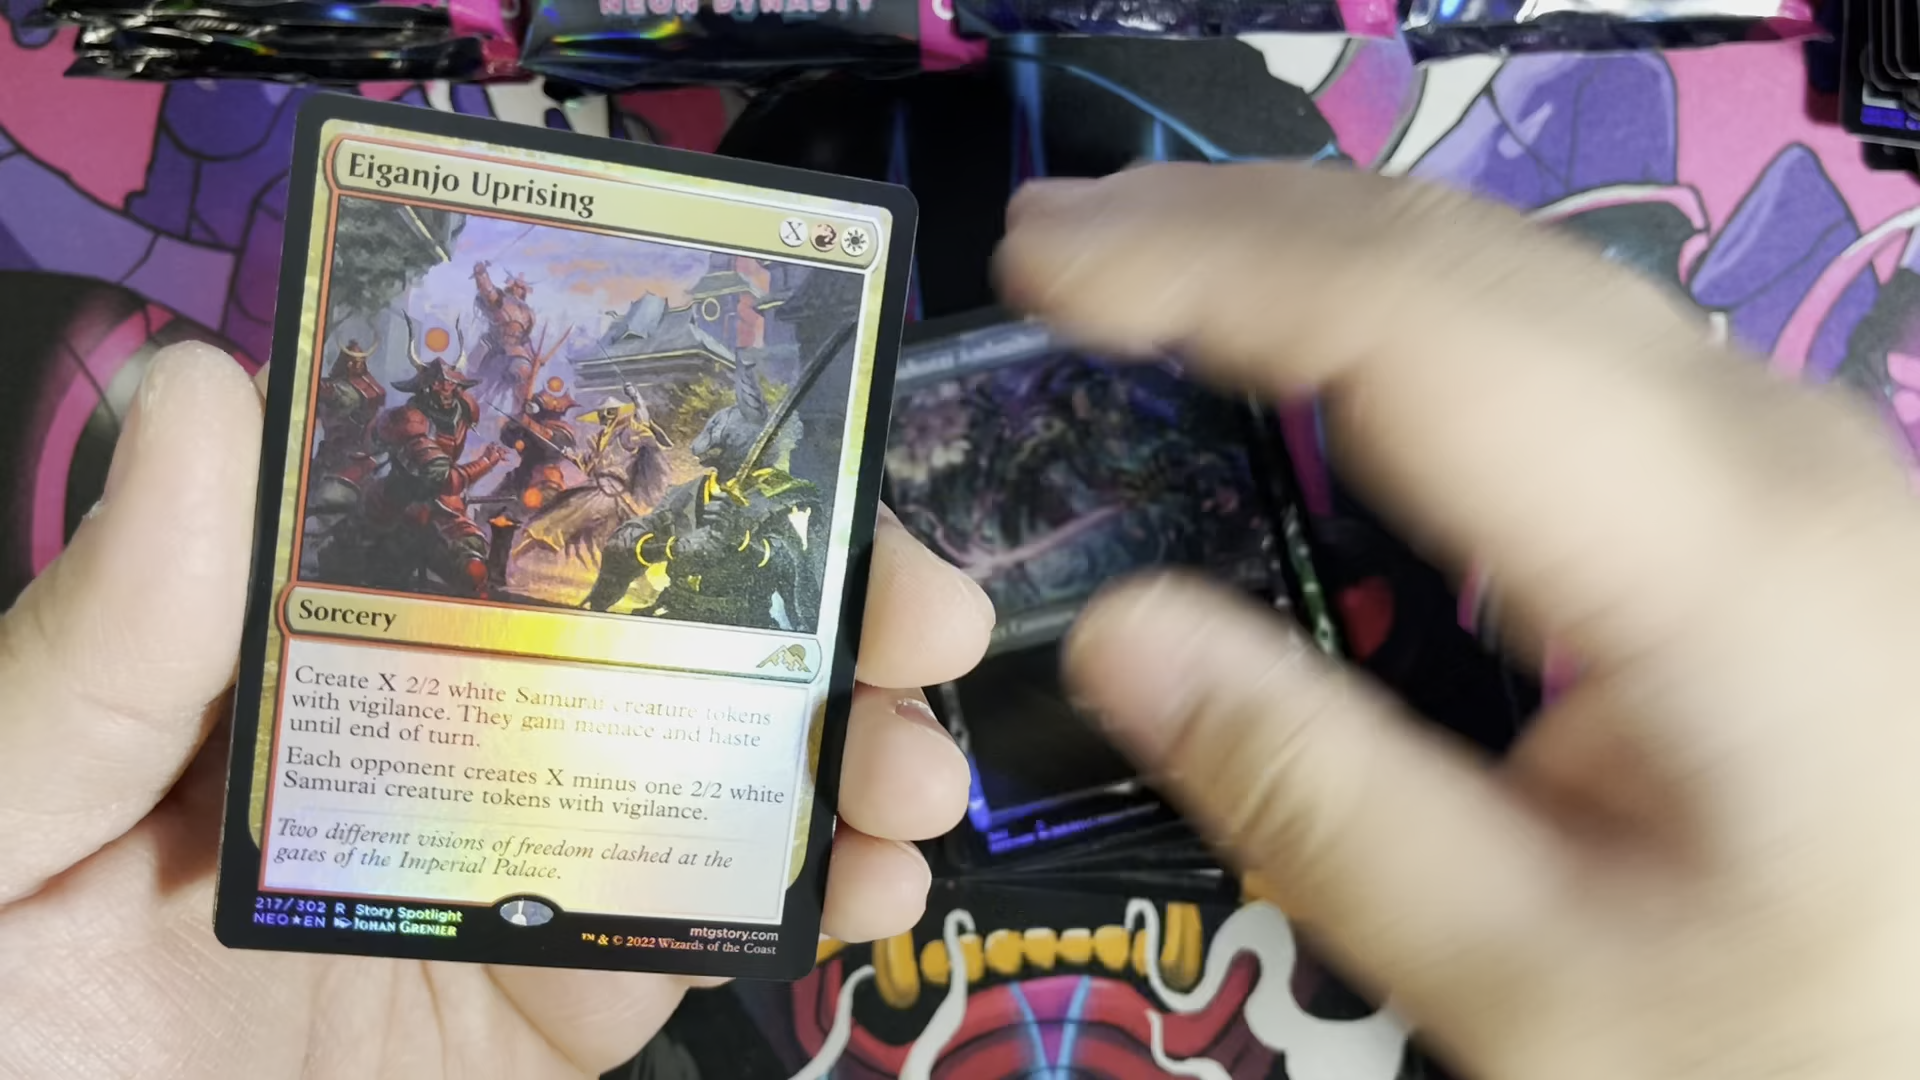 NEON DYNASTY
Eiganjo Uprising
X
Sorcery
Create X 2/2 white Samurai creature tokens
with vigilance. They gain menace and haste
until end of turn.
Each opponent creates X minus one 2/2 white
Samurai creature tokens with vigilance.
Two different visions of freedom clashed at the
gates of the Imperial Palace.
217/302 R Story Spotlight
NEO★EN Johan Grenier
mtgstory.com
™ & © 2022 Wizards of the Coast